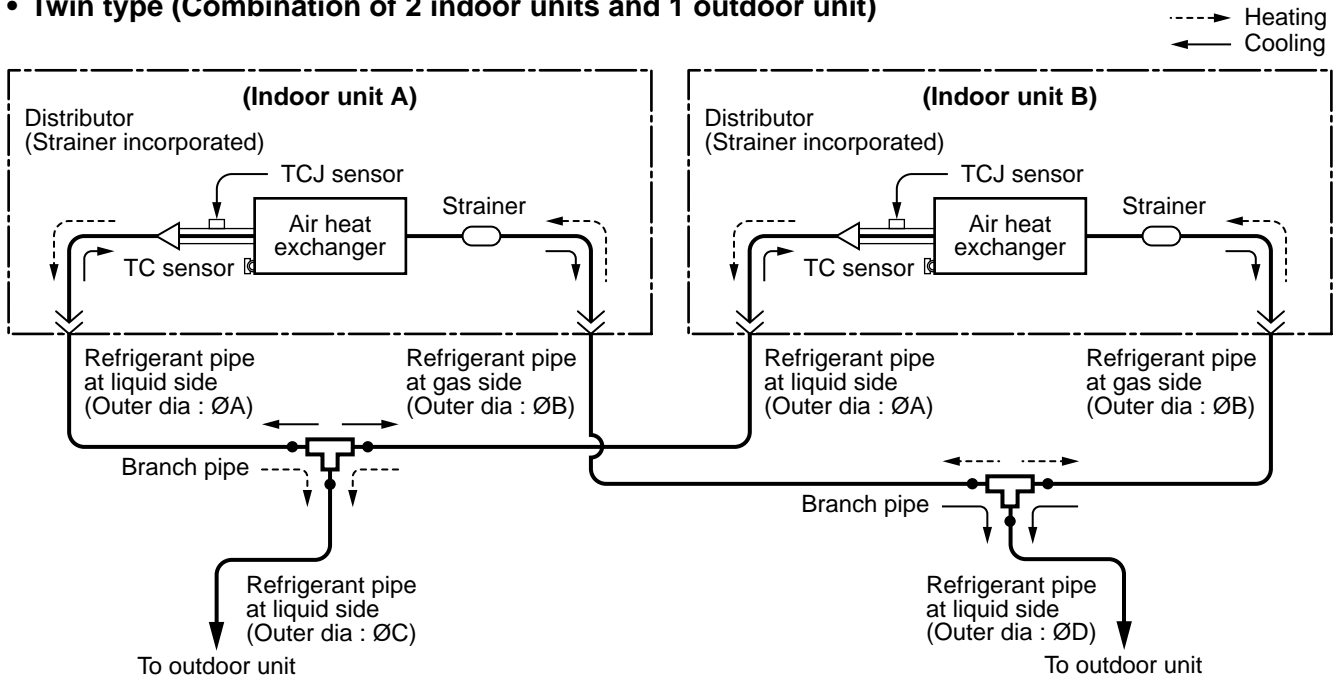 • Twin type (Combination of 2 indoor units and 1 outdoor unit)
Heating
Cooling
(Indoor unit A)
Distributor
(Strainer incorporated)
TCJ sensor
Air heat
exchanger
Strainer
TC sensor
(Indoor unit B)
Distributor
(Strainer incorporated)
TCJ sensor
Air heat
exchanger
Strainer
TC sensor
Refrigerant pipe
at liquid side
(Outer dia : ØA)
Refrigerant pipe
at gas side
(Outer dia : ØB)
Refrigerant pipe
at liquid side
(Outer dia : ØA)
Refrigerant pipe
at gas side
(Outer dia : ØB)
Branch pipe
Branch pipe
Refrigerant pipe
at liquid side
(Outer dia : ØC)
Refrigerant pipe
at liquid side
(Outer dia : ØD)
To outdoor unit
To outdoor unit